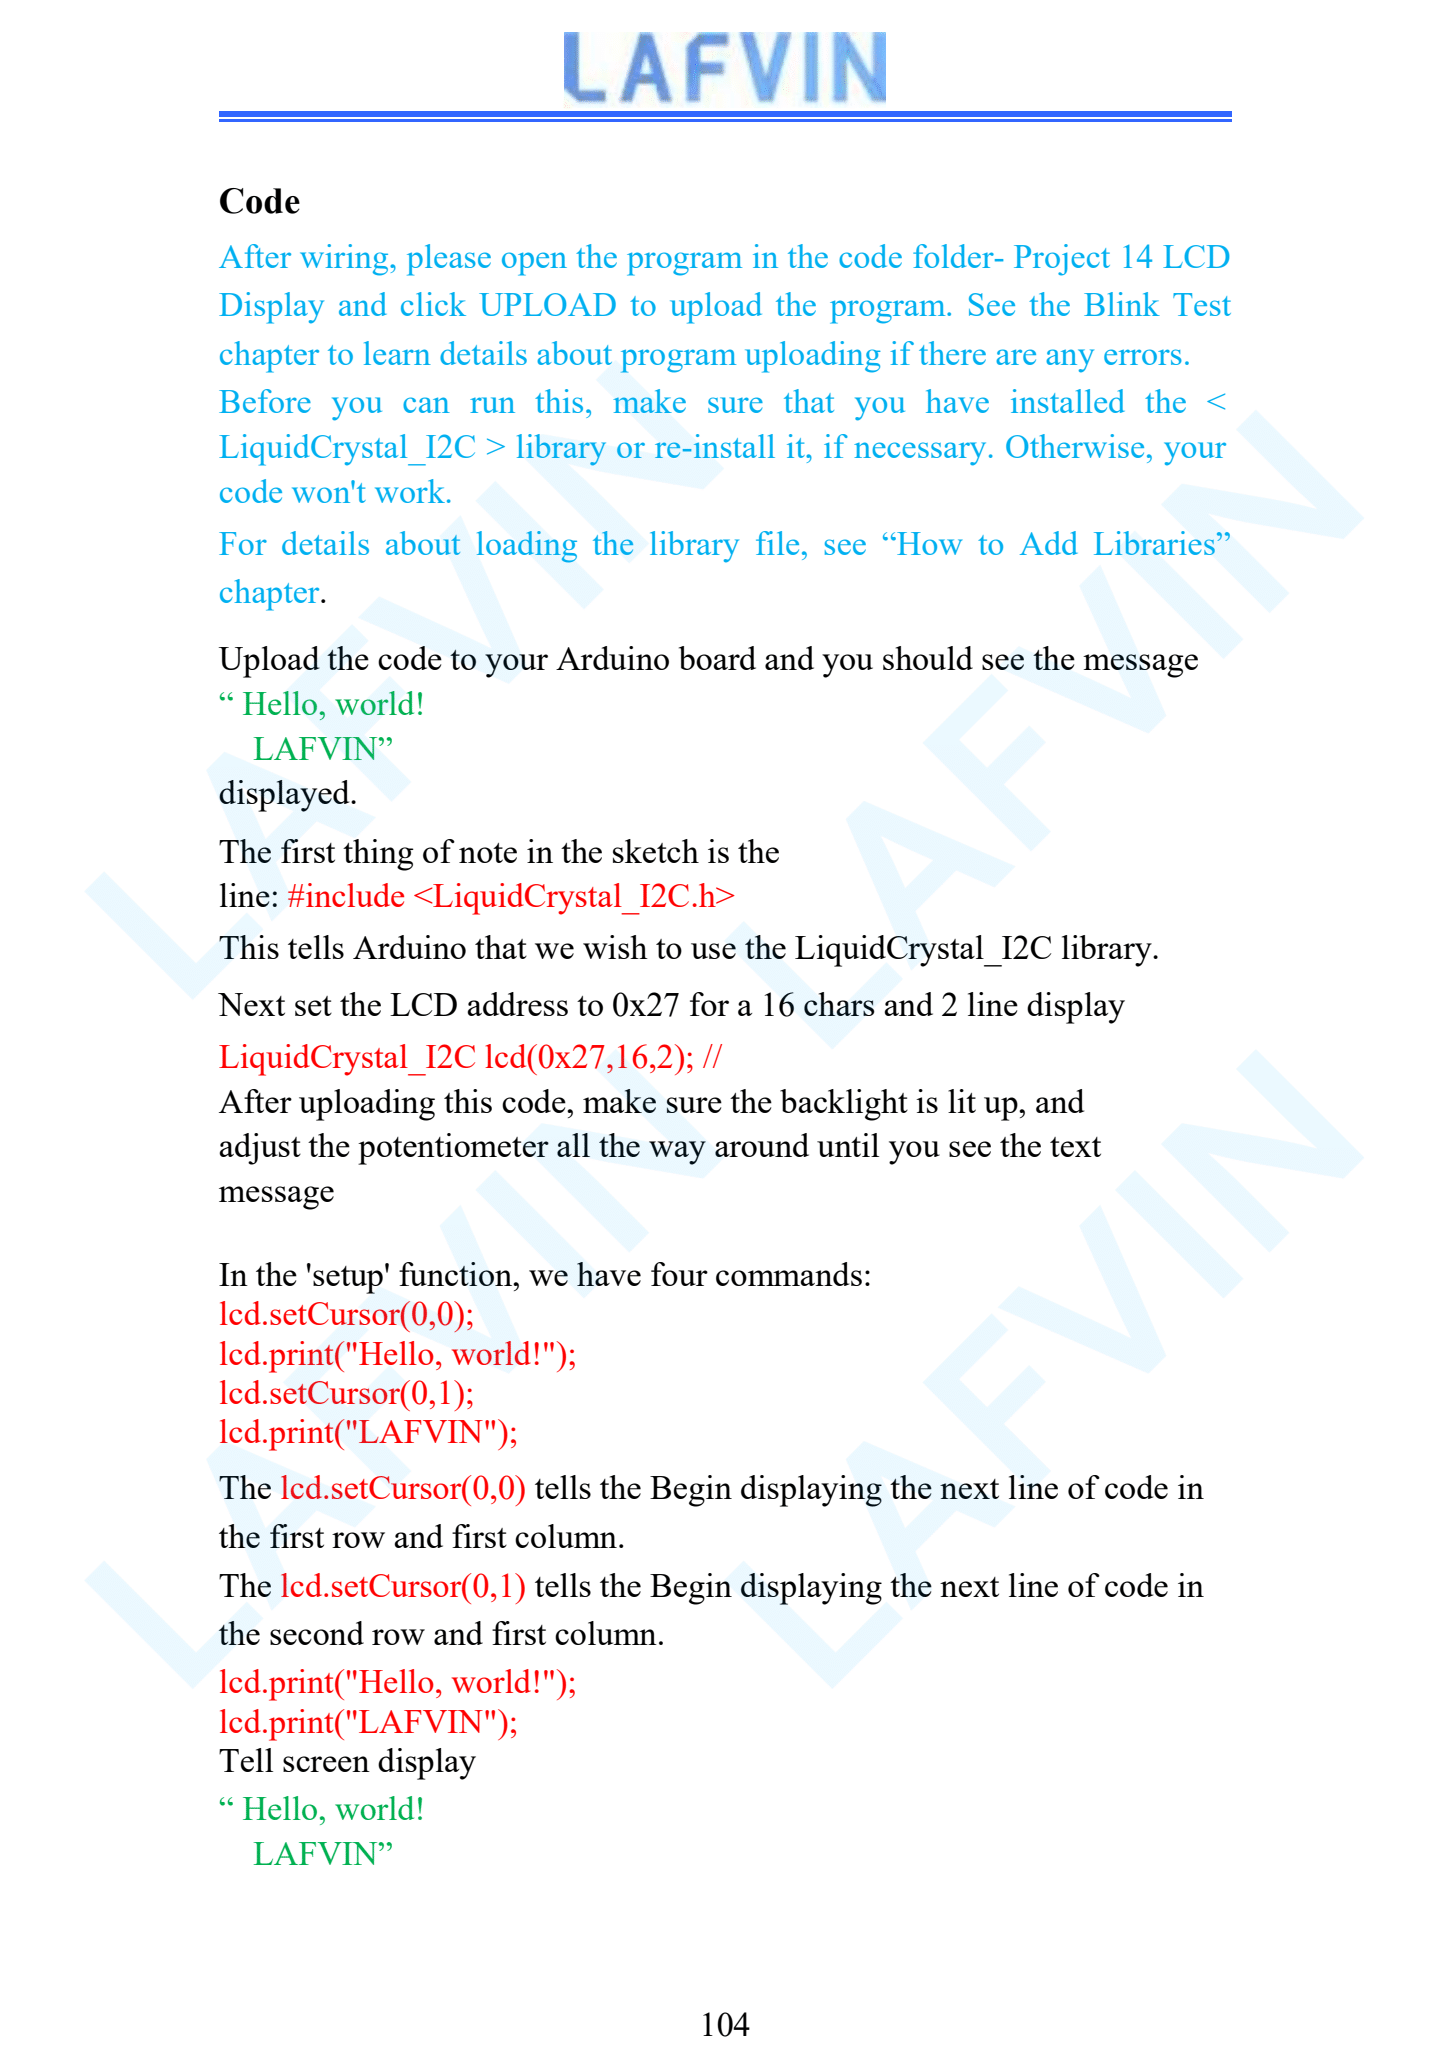 LAFVIN
Code
After wiring, please open the program in the code folder- Project 14 LCD
Display and click UPLOAD to upload the program. See the Blink Test
chapter to learn details about program uploading if there are any errors.
Before you can run this, make sure that you have installed the <
LiquidCrystal_I2C > library or re-install it, if necessary. Otherwise, your
code won't work.
For details about loading the library file, see “How to Add Libraries”
chapter.
Upload the code to your Arduino board and you should see the message
“ Hello, world!
LAFVIN”
displayed.
The first thing of note in the sketch is the
line: #include <LiquidCrystal_I2C.h>
This tells Arduino that we wish to use the LiquidCrystal_I2C library.
Next set the LCD address to 0x27 for a 16 chars and 2 line display
LiquidCrystal_I2C lcd(0x27,16,2); //
After uploading this code, make sure the backlight is lit up, and
adjust the potentiometer all the way around until you see the text
message
In the 'setup' function, we have four commands:
lcd.setCursor(0,0);
lcd.print("Hello, world!");
lcd.setCursor(0,1);
lcd.print("LAFVIN");
The lcd.setCursor(0,0) tells the Begin displaying the next line of code in
the first row and first column.
The lcd.setCursor(0,1) tells the Begin displaying the next line of code in
the second row and first column.
lcd.print("Hello, world!");
lcd.print("LAFVIN");
Tell screen display
“ Hello, world!
LAFVIN”
104
LAFVIN
LAFVIN
LAFVIN
LAFVIN